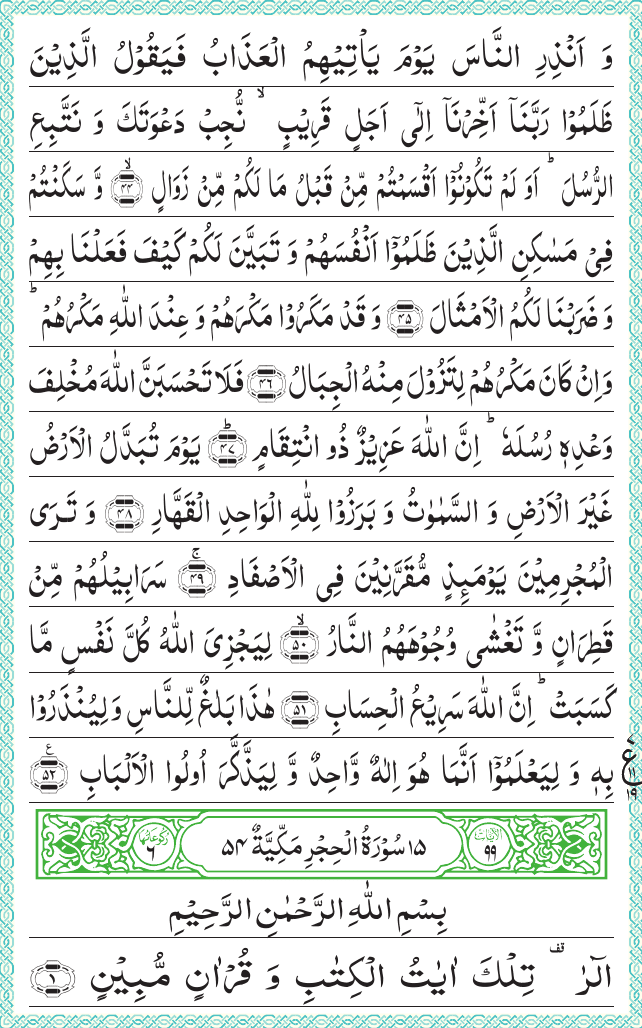 وَ اَنْذِرِ النَّاسَ يَوْمَ يَاْتِيْهِمُ الْعَذَابُ فَيَقُوْلُ الَّذِيْنَ
ظَلَمُوْا رَبَّنَاۤ اَخِّرْنَاۤ اِلٰۤى اَجَلٍ قَرِيْبٍ ۙ نُّجِبْ دَعْوَتَكَ وَ نَتَّبِعِ
الرُّسُلَ ؕ اَوَ لَمْ تَكُوْنُوْۤا اَقْسَمْتُمْ مِّنْ قَبْلُ مَا لَكُمْ مِّنْ زَوَالٍ ۙ۴۴ وَّ سَكَنْتُمْ
فِيْ مَسٰكِنِ الَّذِيْنَ ظَلَمُوْۤا اَنْفُسَهُمْ وَ تَبَيَّنَ لَكُمْ كَيْفَ فَعَلْنَا بِهِمْ
وَ ضَرَبْنَا لَكُمُ الْاَمْثَالَ ۴۵ وَ قَدْ مَكَرُوْا مَكْرَهُمْ وَ عِنْدَ اللّٰهِ مَكْرُهُمْ ؕ
وَ اِنْ كَانَ مَكْرُهُمْ لِتَزُوْلَ مِنْهُ الْجِبَالُ ۴۶ فَلَا تَحْسَبَنَّ اللّٰهَ مُخْلِفَ
وَعْدِهٖ رُسُلَهٗ ؕ اِنَّ اللّٰهَ عَزِيْزٌ ذُو انْتِقَامٍ ؕ۴۷ يَوْمَ تُبَدَّلُ الْاَرْضُ
غَيْرَ الْاَرْضِ وَ السَّمٰوٰتُ وَ بَرَزُوْا لِلّٰهِ الْوَاحِدِ الْقَهَّارِ ۴۸ وَ تَرَى
الْمُجْرِمِيْنَ يَوْمَىِٕذٍ مُّقَرَّنِيْنَ فِي الْاَصْفَادِ ۚ۴۹ سَرَابِيْلُهُمْ مِّنْ
قَطِرَانٍ وَّ تَغْشٰى وُجُوْهَهُمُ النَّارُ ۙ۵۰ لِيَجْزِيَ اللّٰهُ كُلَّ نَفْسٍ مَّا
كَسَبَتْ ؕ اِنَّ اللّٰهَ سَرِيْعُ الْحِسَابِ ۵۱ هٰذَا بَلٰغٌ لِّلنَّاسِ وَ لِيُنْذَرُوْا
بِهٖ وَ لِيَعْلَمُوْۤا اَنَّمَا هُوَ اِلٰهٌ وَّاحِدٌ وَّ لِيَذَّكَّرَ اُولُوا الْاَلْبَابِ ۵۲ ع
ع ۱۱ ۱۹
الْاٰيَاتُ ۹۹ ۱۵ سُوْرَةُ الْحِجْرِ مَكِّيَّةٌ ۵۴ رُكُوْعَاتُهَا ۶
بِسْمِ اللّٰهِ الرَّحْمٰنِ الرَّحِيْمِ
الٓرٰ ۫ تِلْكَ اٰيٰتُ الْكِتٰبِ وَ قُرْاٰنٍ مُّبِيْنٍ ۱